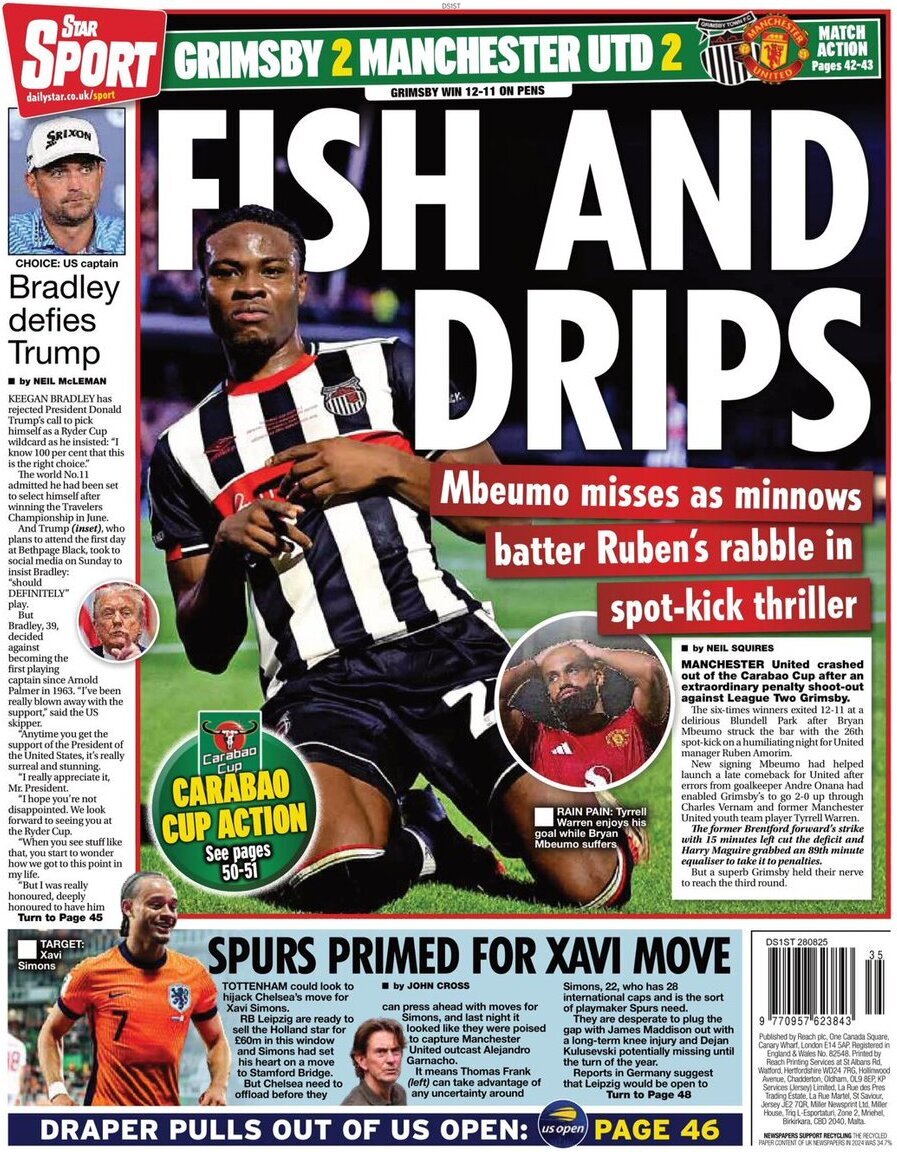 DS1ST
STAR
SPORT
dailystar.co.uk/sport
GRIMSBY 2 MANCHESTER UTD 2
GRIMSBY WIN 12-11 ON PENS
GRIMSBY TOWN F.C.
MANCHESTER
UNITED
MATCH
ACTION
Pages 42-43
SRIXON
CHOICE: US captain
Bradley
defies
Trump
■ by NEIL McLEMAN
KEEGAN BRADLEY has
rejected President Donald
Trump's call to pick
himself as a Ryder Cup
wildcard as he insisted: "I
know 100 per cent that this
is the right choice."
The world No.11
admitted he had been set
to select himself after
winning the Travelers
Championship in June.
And Trump (inset), who
plans to attend the first day
at Bethpage Black, took to
social media on Sunday to
insist Bradley:
"should
DEFINITELY"
play.
But
Bradley, 39,
decided
against
becoming the
first playing
captain since Arnold
Palmer in 1963. "I've been
really blown away with the
support," said the US
skipper.
"Anytime you get the
support of the President of
the United States, it's really
surreal and stunning.
"I really appreciate it,
Mr. President.
"I hope you're not
disappointed. We look
forward to seeing you at
the Ryder Cup.
"When you see stuff like
that, you start to wonder
how we got to this point in
my life.
"But I was really
honoured, deeply
honoured to have him
Turn to Page 45
FISH AND
DRIPS
Mbeumo misses as minnows
batter Ruben's rabble in
spot-kick thriller
■ by NEIL SQUIRES
MANCHESTER United crashed
out of the Carabao Cup after an
extraordinary penalty shoot-out
against League Two Grimsby.
The six-times winners exited 12-11 at a
delirious Blundell Park after Bryan
Mbeumo struck the bar with the 26th
spot-kick on a humiliating night for United
manager Ruben Amorim.
New signing Mbeumo had helped
launch a late comeback for United after
errors from goalkeeper Andre Onana had
enabled Grimsby's to go 2-0 up through
Charles Vernam and former Manchester
United youth team player Tyrrell Warren.
The former Brentford forward's strike
with 15 minutes left cut the deficit and
Harry Maguire grabbed an 89th minute
equaliser to take it to penalties.
But a superb Grimsby held their nerve
to reach the third round.
RAIN PAIN: Tyrrell
Warren enjoys his
goal while Bryan
Mbeumo suffers
2
Carabao
Cup
CARABAO
CUP ACTION
See pages
50-51
TARGET:
Xavi
Simons
7
SPURS PRIMED FOR XAVI MOVE
TOTTENHAM could look to
hijack Chelsea's move for
Xavi Simons.
RB Leipzig are ready to
sell the Holland star for
£60m in this window
and Simons had set
his heart on a move
to Stamford Bridge.
But Chelsea need to
offload before they
■ by JOHN CROSS
can press ahead with moves for
Simons, and last night it
looked like they were poised
to capture Manchester
United outcast Alejandro
Garnacho.
It means Thomas Frank
(left) can take advantage of
any uncertainty around
Simons, 22, who has 28
international caps and is the sort
of playmaker Spurs need.
They are desperate to plug the
gap with James Maddison out with
a long-term knee injury and Dejan
Kulusevski potentially missing until
the turn of the year.
Reports in Germany suggest
that Leipzig would be open to
Turn to Page 48
DRAPER PULLS OUT OF US OPEN: us open PAGE 46
DS1ST 280825
35
9 770957 623843
Published by Reach plc, One Canada Square,
Canary Wharf, London E14 5AP. Registered in
England & Wales No. 82548. Printed by
Reach Printing Services at St Albans Rd,
Watford, Hertfordshire WD24 7RG, Hollinwood
Avenue, Chadderton, Oldham, OL9 8EP, KP
Services (Jersey) Limited, La Rue des Pres
Trading Estate, La Rue Martel, St Saviour,
Jersey JE2 7QR, Miller Newsprint Ltd, Miller
House, Triq L-Esportaturi, Zone 2, Mriehel,
Birkirkara, CBD 2040, Malta.
NEWSPAPERS SUPPORT RECYCLING THE RECYCLED
PAPER CONTENT OF UK NEWSPAPERS IN 2024 WAS 34.7%